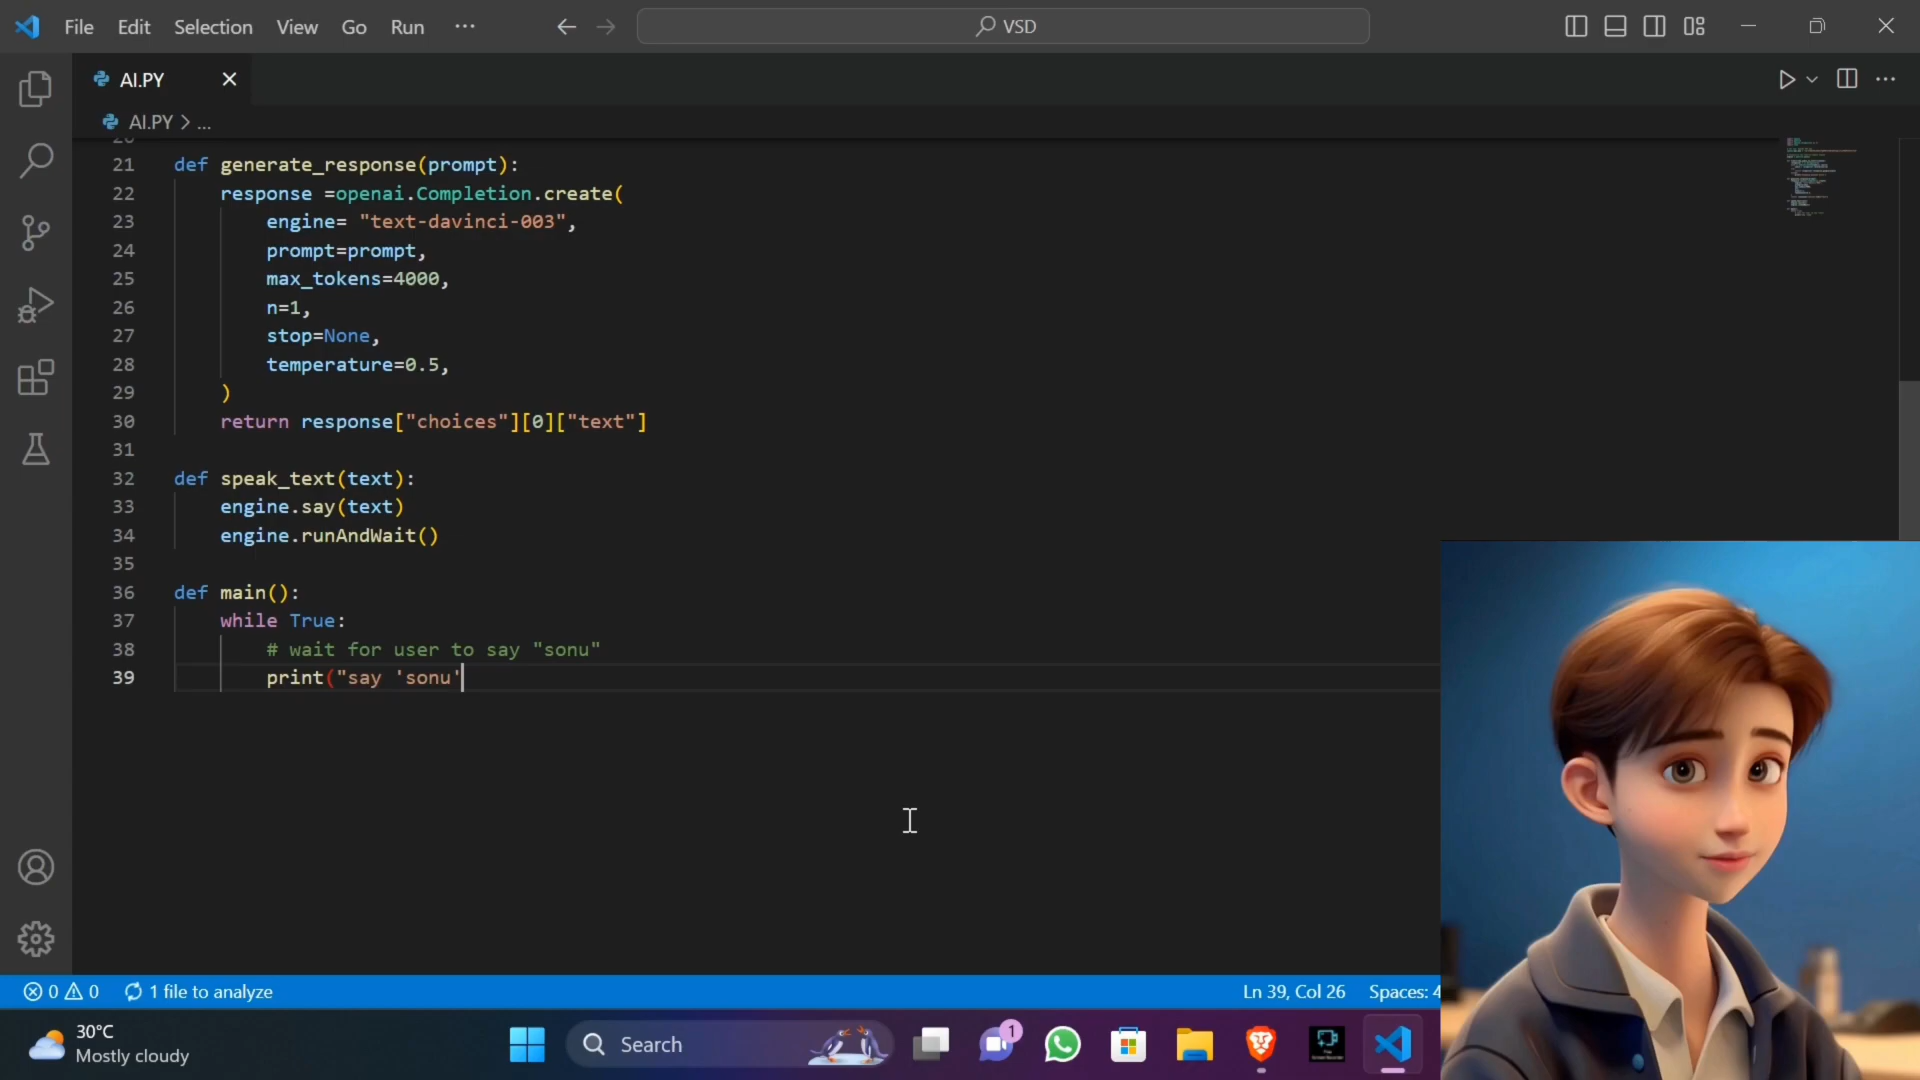 File Edit Selection View Go Run ···
VSD
AI.PY
AI.PY > ...
20
21 def generate_response(prompt):
22 response =openai.Completion.create(
23 engine= "text-davinci-003",
24 prompt=prompt,
25 max_tokens=4000,
26 n=1,
27 stop=None,
28 temperature=0.5,
29 )
30 return response["choices"][0]["text"]
31
32 def speak_text(text):
33 engine.say(text)
34 engine.runAndWait()
35
36 def main():
37 while True:
38 # wait for user to say "sonu"
39 print("say 'sonu'
0 0 1 file to analyze Ln 39, Col 26 Spaces: 4
30°C
Mostly cloudy
Search
1